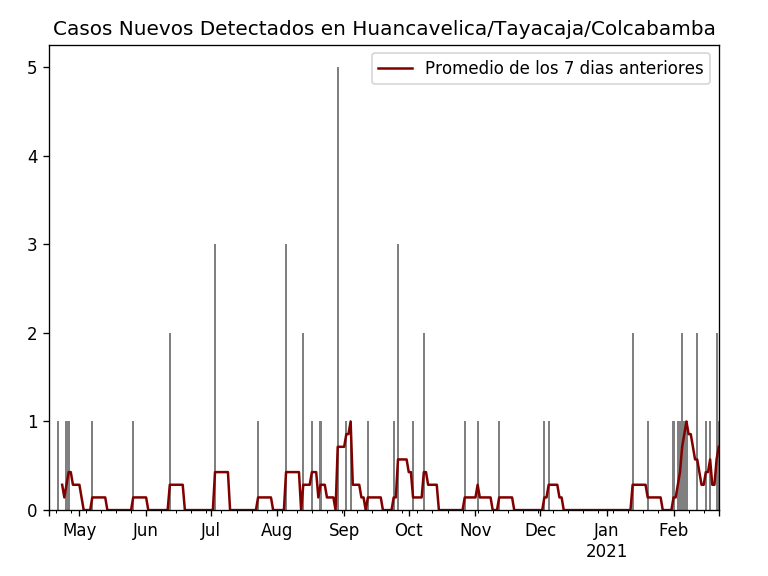 Casos Nuevos Detectados en Huancavelica/Tayacaja/Colcabamba
Promedio de los 7 dias anteriores
5
4
3
2
1
0
May Jun Jul Aug Sep Oct Nov Dec Jan Feb
2021